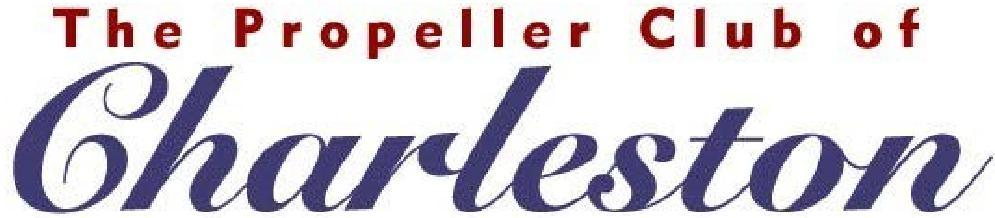 The Propeller Club of
Charleston